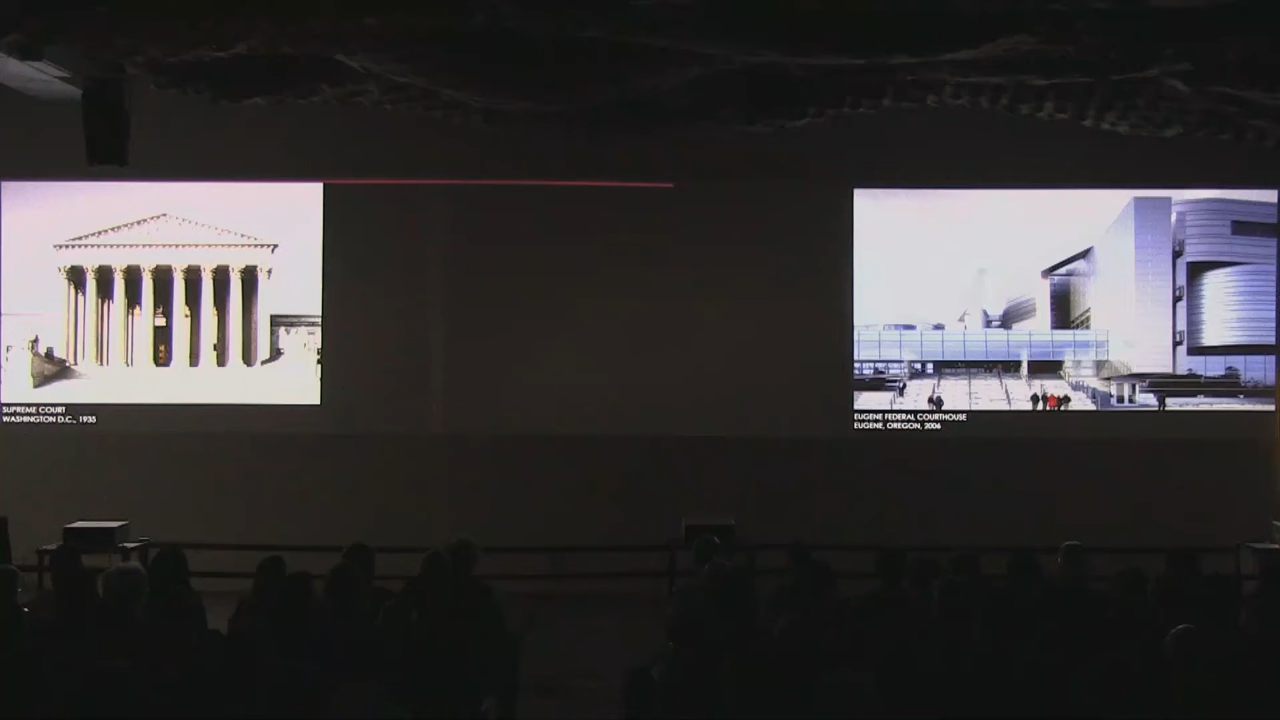 SUPREME COURT
WASHINGTON D.C., 1935
EUGENE FEDERAL COURTHOUSE
EUGENE, OREGON, 2006